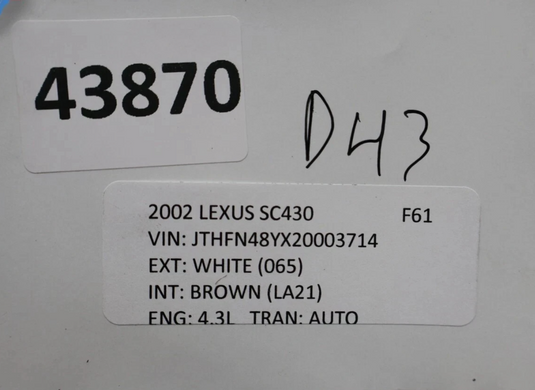 43870
D43
2002 LEXUS SC430 F61
VIN: JTHFN48YX20003714
EXT: WHITE (065)
INT: BROWN (LA21)
ENG: 4.3L TRAN: AUTO